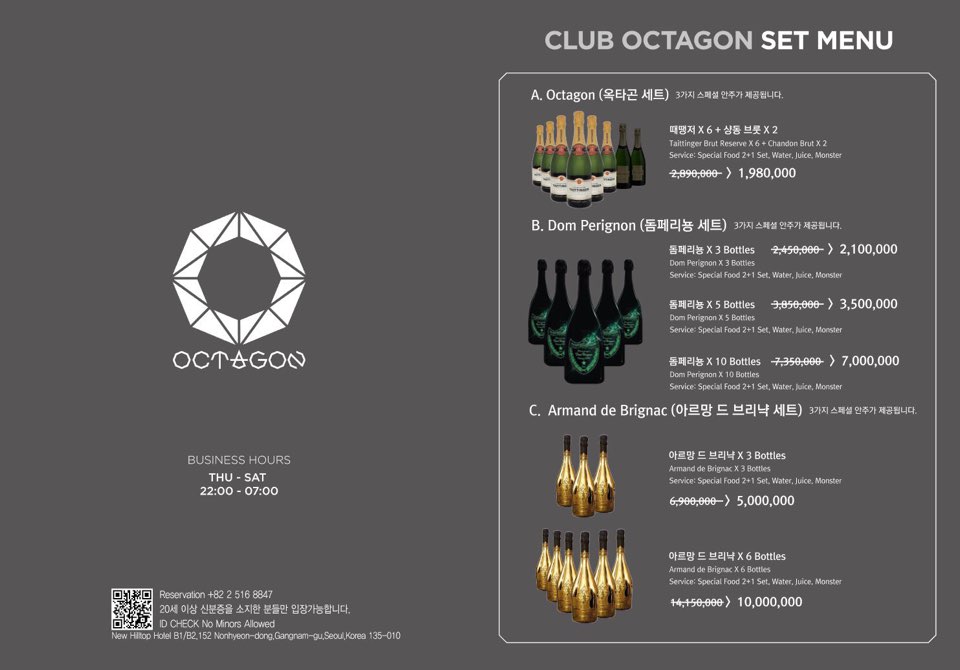 OCTAGON
BUSINESS HOURS
THU - SAT
22:00 - 07:00
Reservation +82 2 516 8847
20세 이상 신분증을 소지한 분들만 입장가능합니다.
ID CHECK No Minors Allowed
New Hilltop Hotel B1/B2,152 Nonhyeon-dong,Gangnam-gu,Seoul,Korea 135-010
CLUB OCTAGON SET MENU
A. Octagon (옥타곤 세트) 3가지 스페셜 안주가 제공됩니다.
때땡저 X 6 + 샹동 브룻 X 2
Taittinger Brut Reserve X 6 + Chandon Brut X 2
Service: Special Food 2+1 Set, Water, Juice, Monster
2,890,000 〉 1,980,000
TAITTINGER
B. Dom Perignon (돔페리뇽 세트) 3가지 스페셜 안주가 제공됩니다.
돔페리뇽 X 3 Bottles 2,450,000 〉 2,100,000
Dom Perignon X 3 Bottles
Service: Special Food 2+1 Set, Water, Juice, Monster
돔페리뇽 X 5 Bottles 3,850,000 〉 3,500,000
Dom Perignon X 5 Bottles
Service: Special Food 2+1 Set, Water, Juice, Monster
돔페리뇽 X 10 Bottles 7,350,000 〉 7,000,000
Dom Perignon X 10 Bottles
Service: Special Food 2+1 Set, Water, Juice, Monster
C. Armand de Brignac (아르망 드 브리냑 세트) 3가지 스페셜 안주가 제공됩니다.
아르망 드 브리냑 X 3 Bottles
Armand de Brignac X 3 Bottles
Service: Special Food 2+1 Set, Water, Juice, Monster
6,900,000 〉 5,000,000
아르망 드 브리냑 X 6 Bottles
Armand de Brignac X 6 Bottles
Service: Special Food 2+1 Set, Water, Juice, Monster
14,150,000 〉 10,000,000